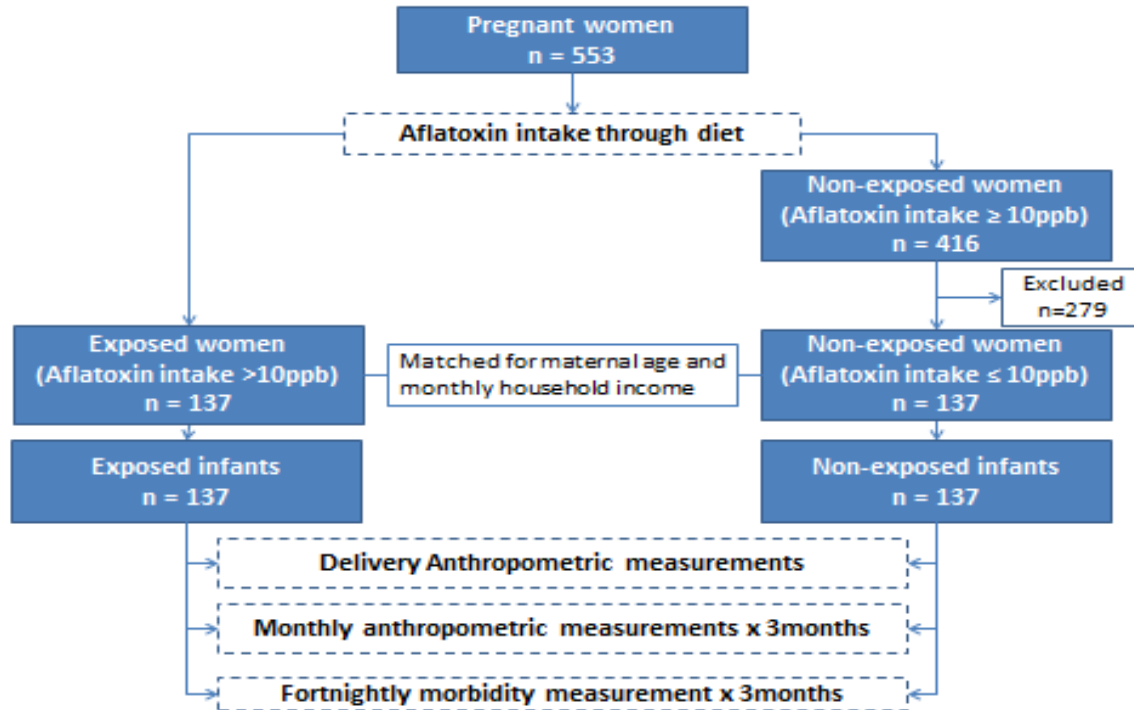 Pregnant women
n = 553
Aflatoxin intake through diet
Non-exposed women
(Aflatoxin intake ≥ 10ppb)
n = 416
Excluded
n=279
Exposed women
(Aflatoxin intake >10ppb)
n = 137
Matched for maternal age and
monthly household income
Non-exposed women
(Aflatoxin intake ≤ 10ppb)
n = 137
Exposed infants
n = 137
Non-exposed infants
n = 137
Delivery Anthropometric measurements
Monthly anthropometric measurements x 3months
Fortnightly morbidity measurement x 3months